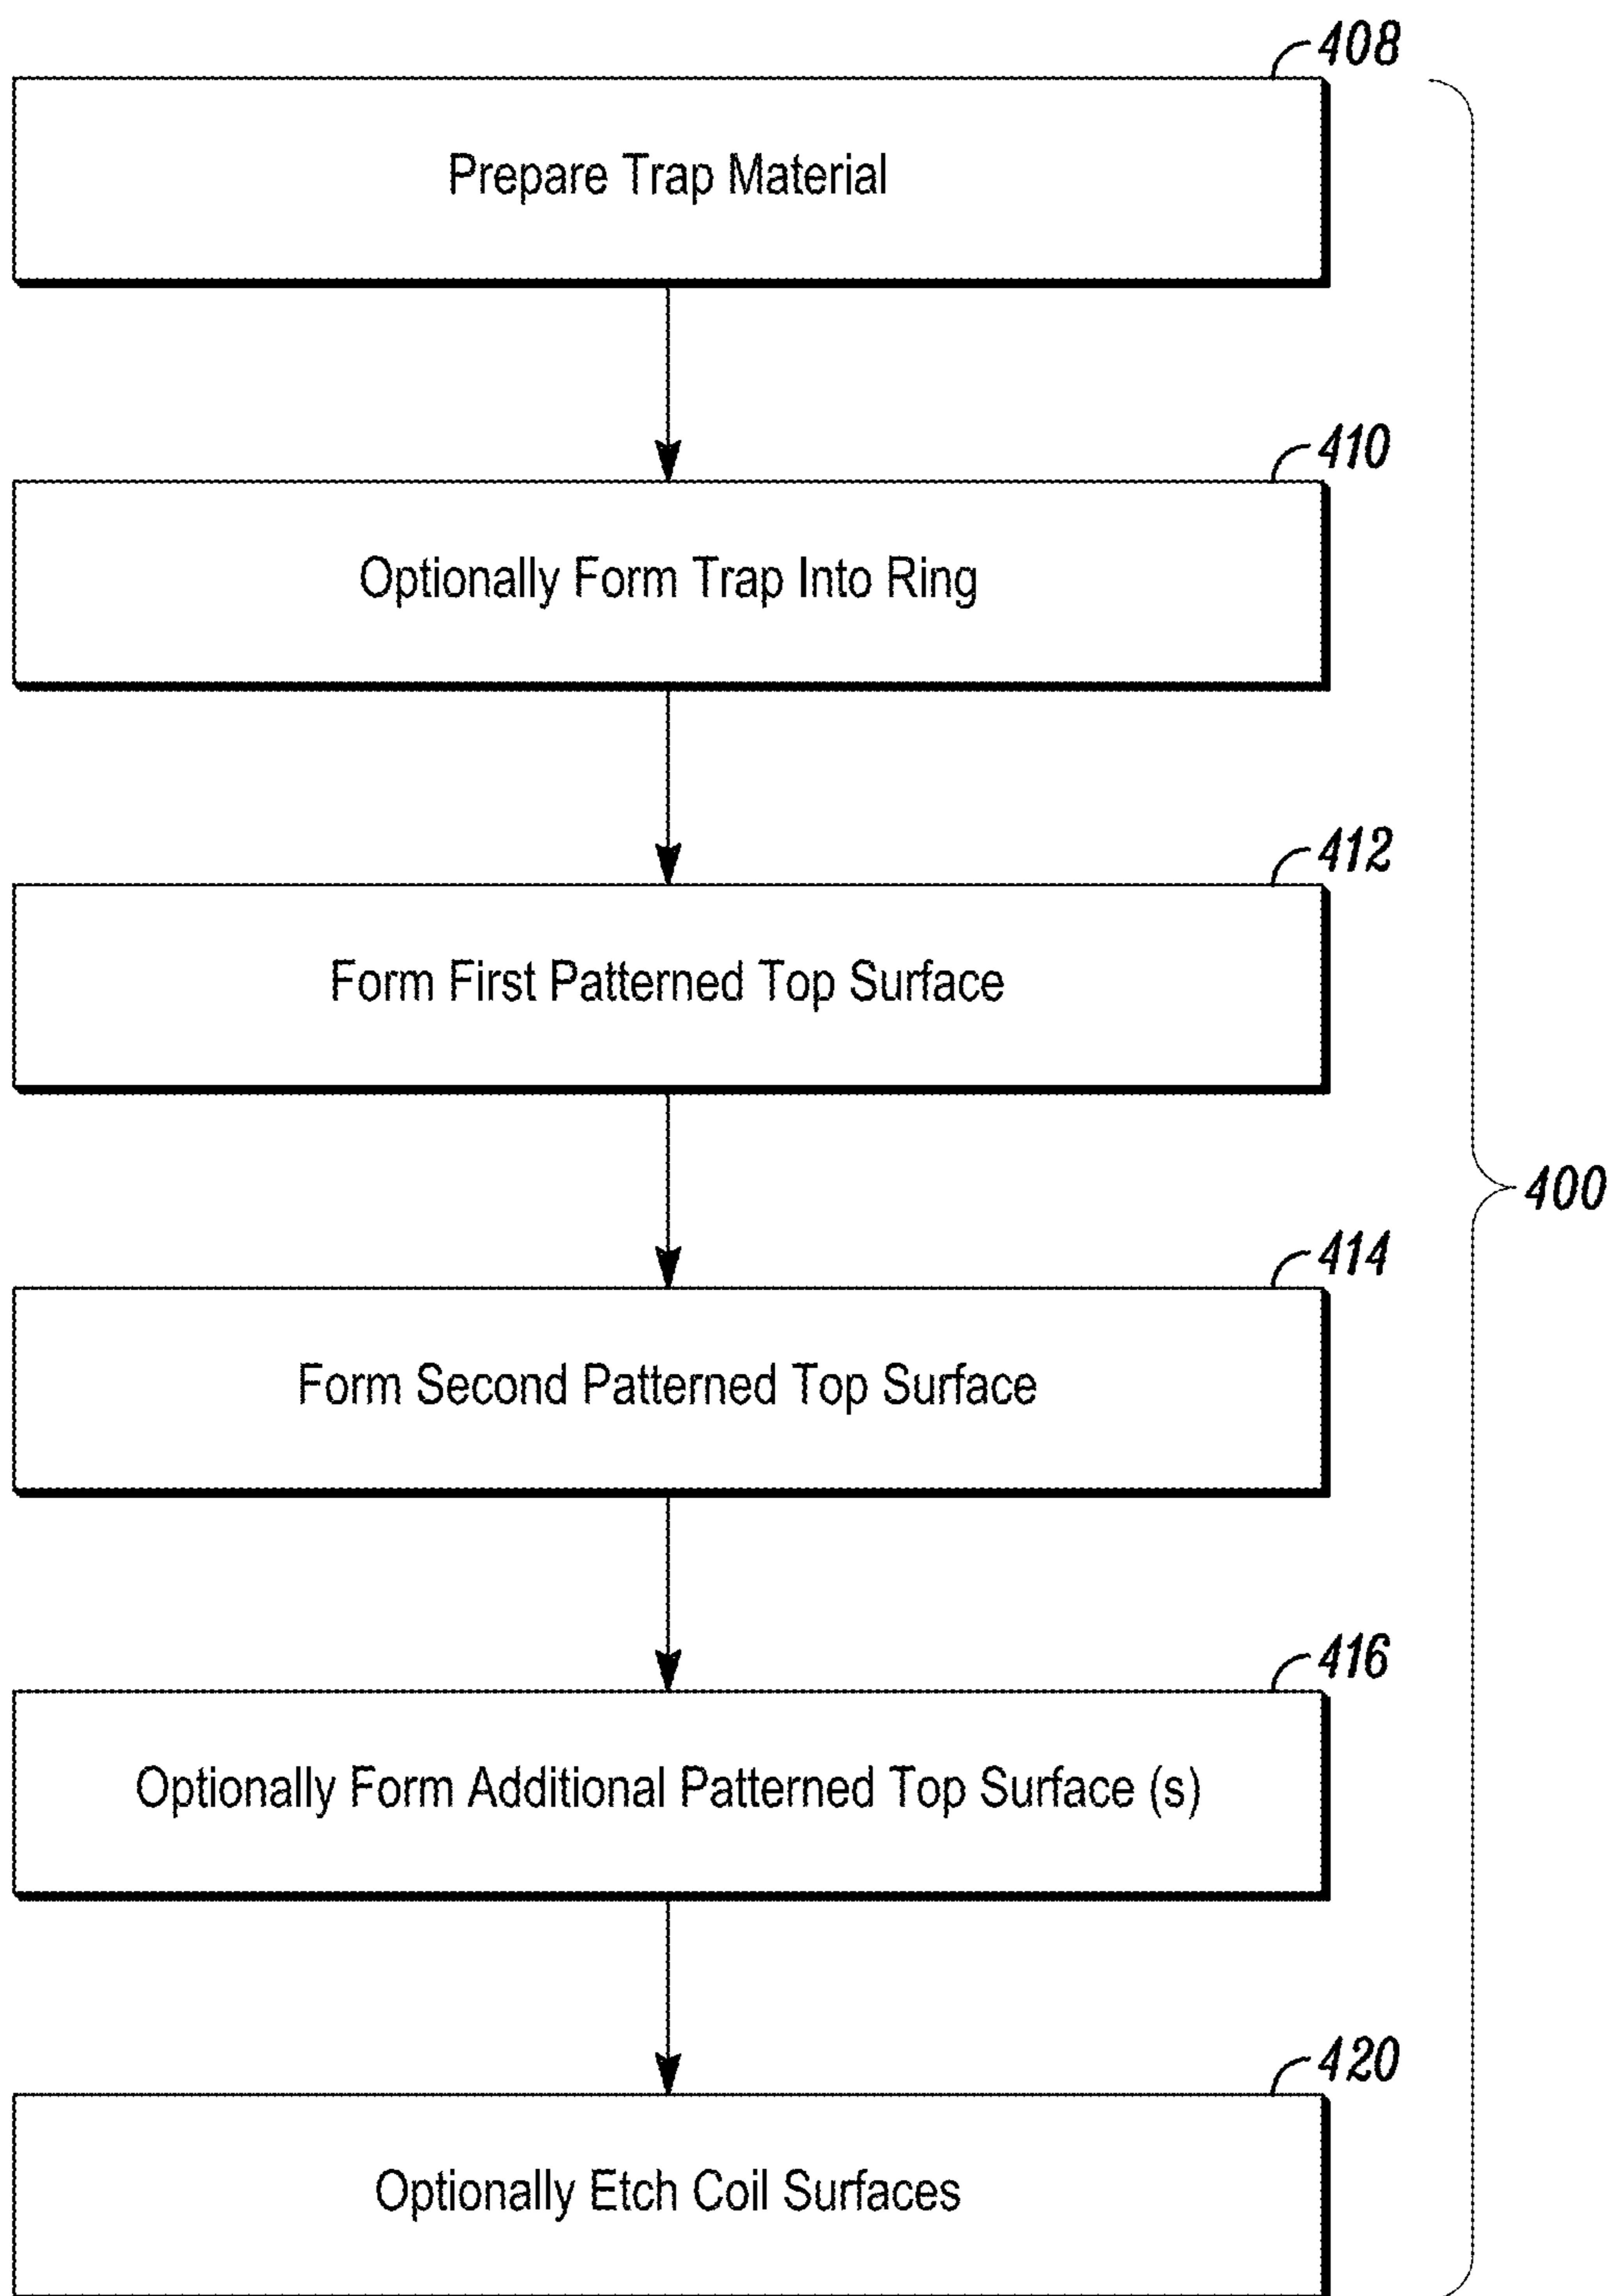 408
Prepare Trap Material
410
Optionally Form Trap Into Ring
412
Form First Patterned Top Surface
400
414
Form Second Patterned Top Surface
416
Optionally Form Additional Patterned Top Surface (s)
420
Optionally Etch Coil Surfaces